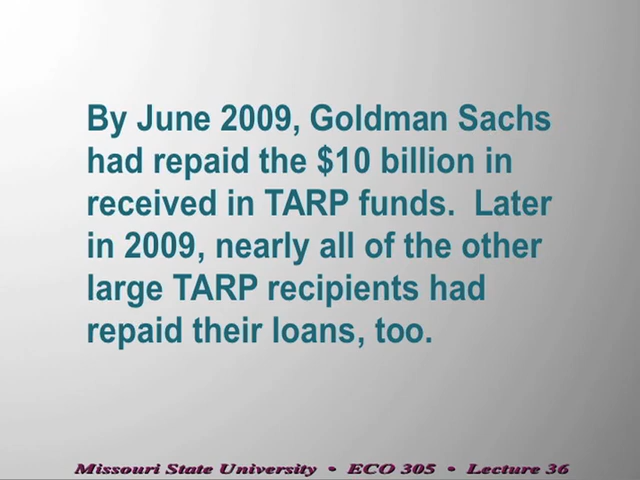 By June 2009, Goldman Sachs
had repaid the $10 billion in
received in TARP funds.  Later
in 2009, nearly all of the other
large TARP recipients had
repaid their loans, too.
Missouri State University • ECO 305 • Lecture 36